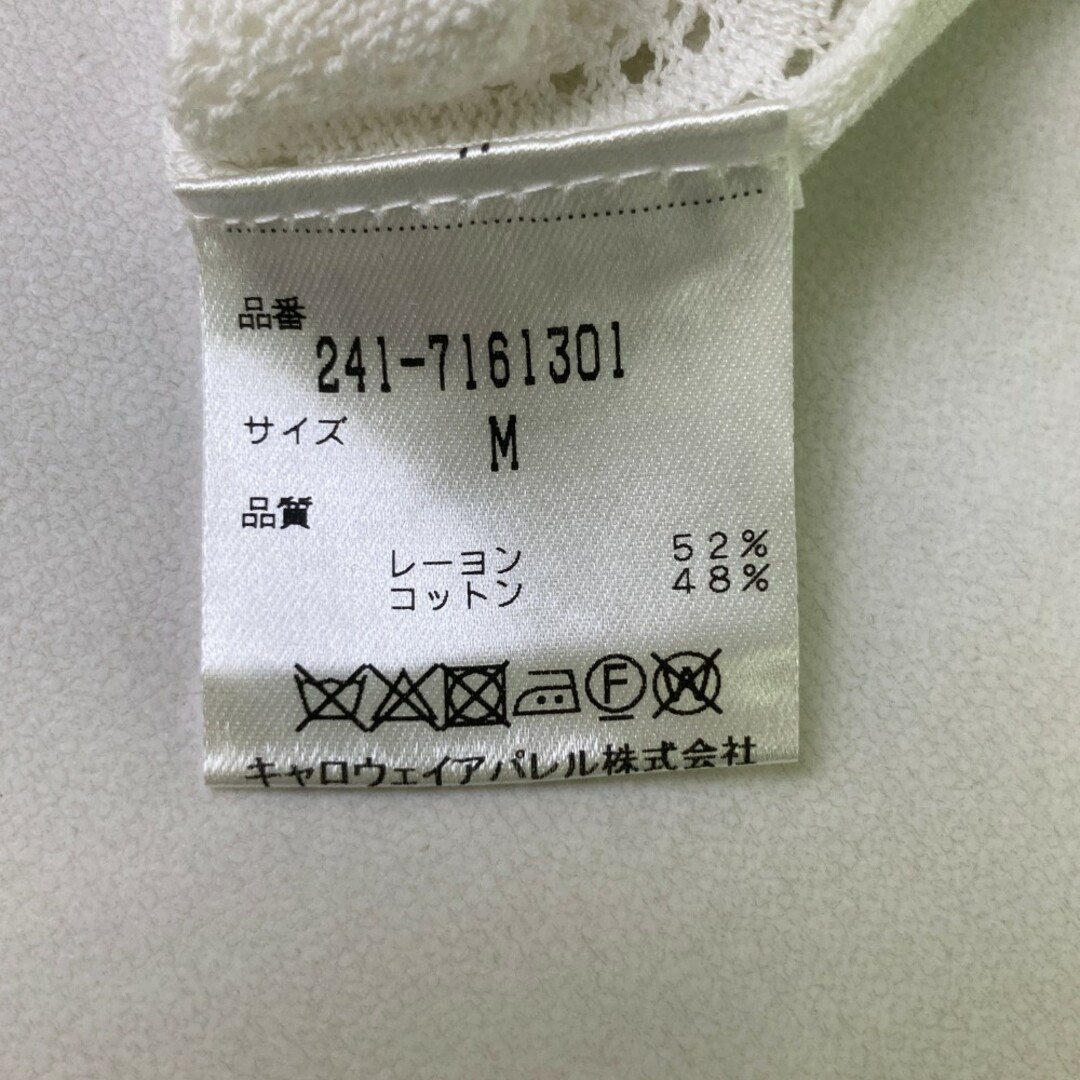 品番
241-7161301
サイズ M
品質
レーヨン 52%
コットン 48%
F W
キャロウェイアパレル株式会社